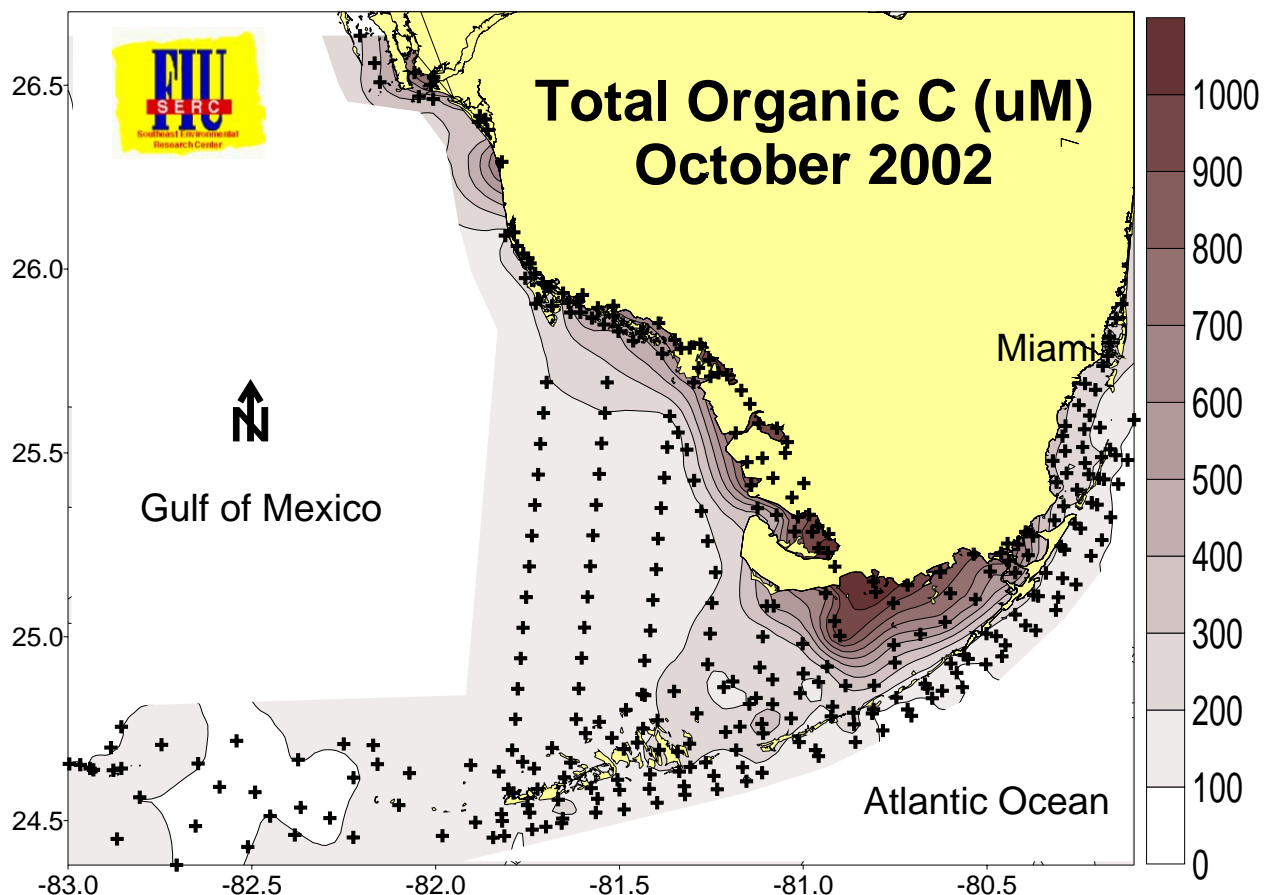 FIU
SERC
Southeast Environmental
Research Center
Total Organic C (uM)
October 2002
Miami
N
Gulf of Mexico
Atlantic Ocean
26.5
26.0
25.5
25.0
24.5
-83.0
-82.5
-82.0
-81.5
-81.0
-80.5
1000
900
800
700
600
500
400
300
200
100
0